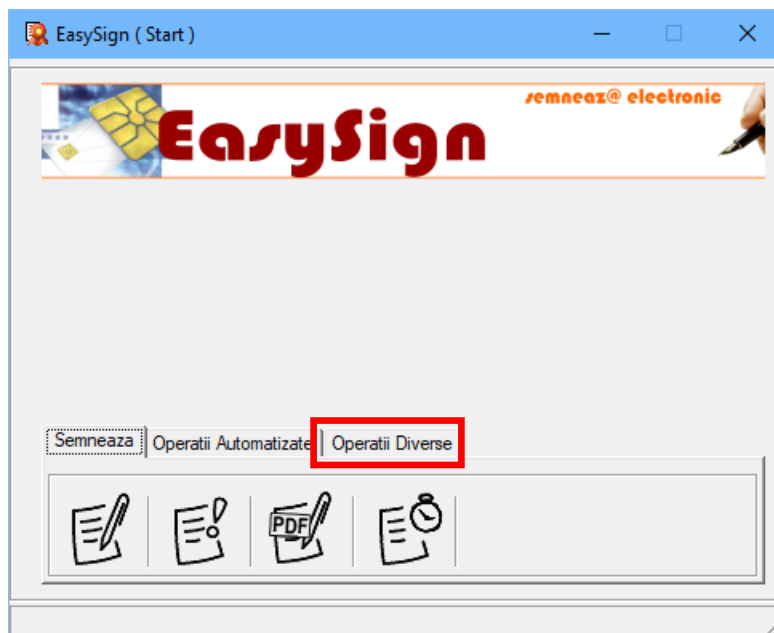 EasySign ( Start )
semneaz@ electronic
EasySign
Semneaza
Operatii Automatizate
Operatii Diverse
PDF